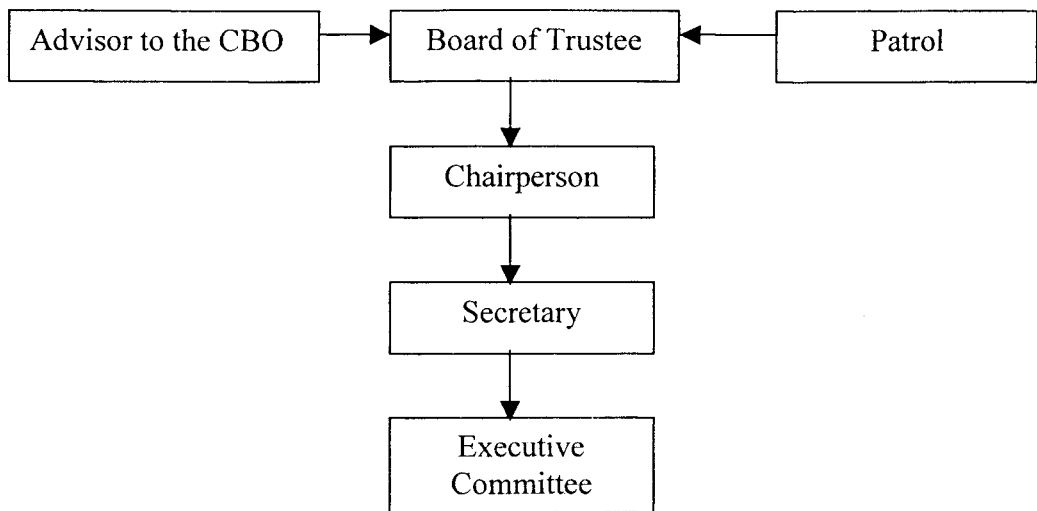 Advisor to the CBO
Board of Trustee
Patrol
Chairperson
Secretary
Executive
Committee